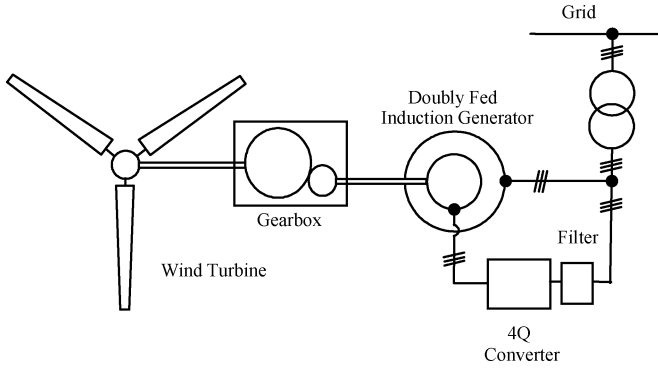 Grid
Doubly Fed
Induction Generator
Gearbox
Filter
Wind Turbine
4Q
Converter